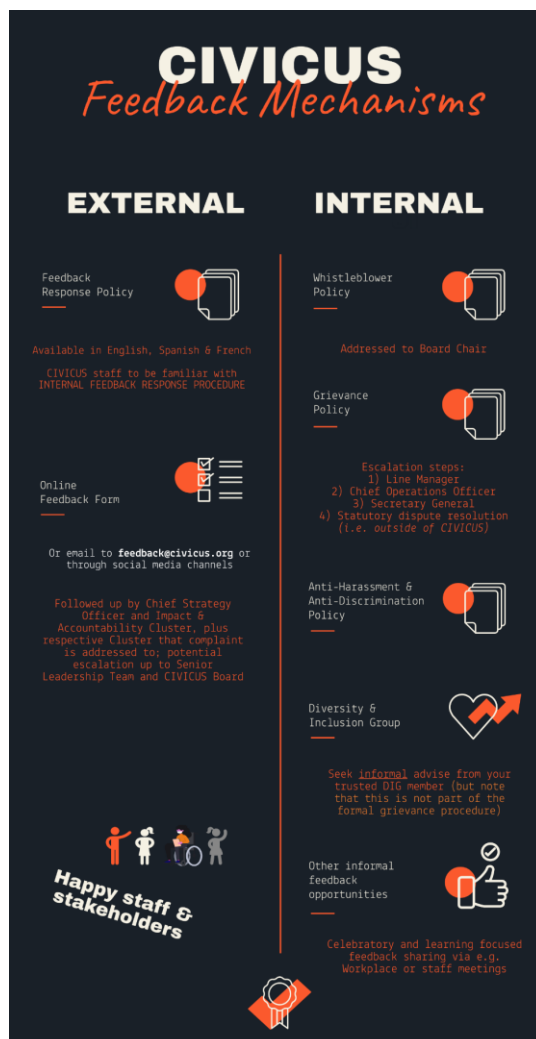 CIVICUS
Feedback Mechanisms
EXTERNAL
Feedback
Response Policy
Available in English, Spanish & French
CIVICUS staff to be familiar with
INTERNAL FEEDBACK RESPONSE PROCEDURE
Online
Feedback Form
Or email to feedback@civicus.org or
through social media channels
Followed up by Chief Strategy
Officer and Impact &
Accountability Cluster, plus
respective Cluster that complaint
is addressed to; potential
escalation up to Senior
Leadership Team and CIVICUS Board
Happy staff &
stakeholders
INTERNAL
Whistleblower
Policy
Addressed to Board Chair
Grievance
Policy
Escalation steps:
1) Line Manager
2) Chief Operations Officer
3) Secretary General
4) Statutory dispute resolution
(i.e. outside of CIVICUS)
Anti-Harassment &
Anti-Discrimination
Policy
Diversity &
Inclusion Group
Seek informal advise from your
trusted DIG member (but note
that this is not part of the
formal grievance procedure)
Other informal
feedback
opportunities
Celebratory and learning focused
feedback sharing via e.g.
Workplace or staff meetings